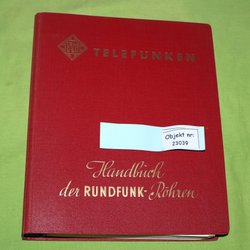 TELEFUNKEN
Objekt nr:
23039
Handbuch
der RUNDFUNK-Röhren